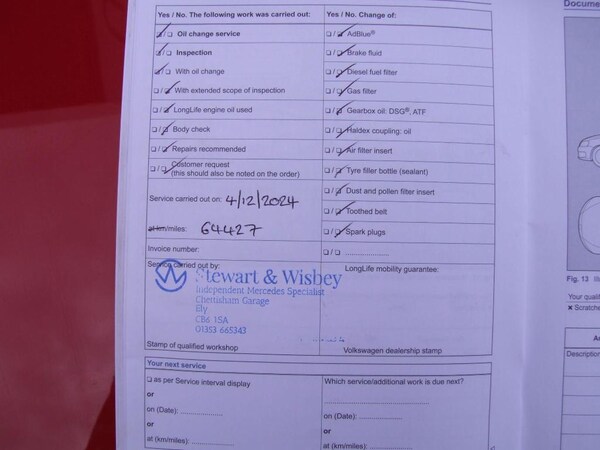 Yes / No. The following work was carried out:
Oil change service
Inspection
With oil change
With extended scope of inspection
LongLife engine oil used
Body check
Repairs recommended
Customer request
(this should also be noted on the order)
Service carried out on: 4/12/2024
at km/miles: 64427
Invoice number:
Service carried out by:
Stewart & Wisbey
Independent Mercedes Specialist
Chettisham Garage
Ely
CB6 1SA
01353 665343
Stamp of qualified workshop
Yes / No. Change of:
AdBlue®
Brake fluid
Diesel fuel filter
Gas filter
Gearbox oil: DSG®, ATF
Haldex coupling: oil
Air filter insert
Tyre filler bottle (sealant)
Dust and pollen filter insert
Toothed belt
Spark plugs
☐ / ☐ ....................
LongLife mobility guarantee:
Volkswagen dealership stamp
Your next service
☐ as per Service interval display
or
on (Date): ....................
or
at (km/miles): ....................
Which service/additional work is due next?
on (Date): ....................
or
at (km/miles): ....................
Docume
Fig. 13
Your quali
× Scratche
Description